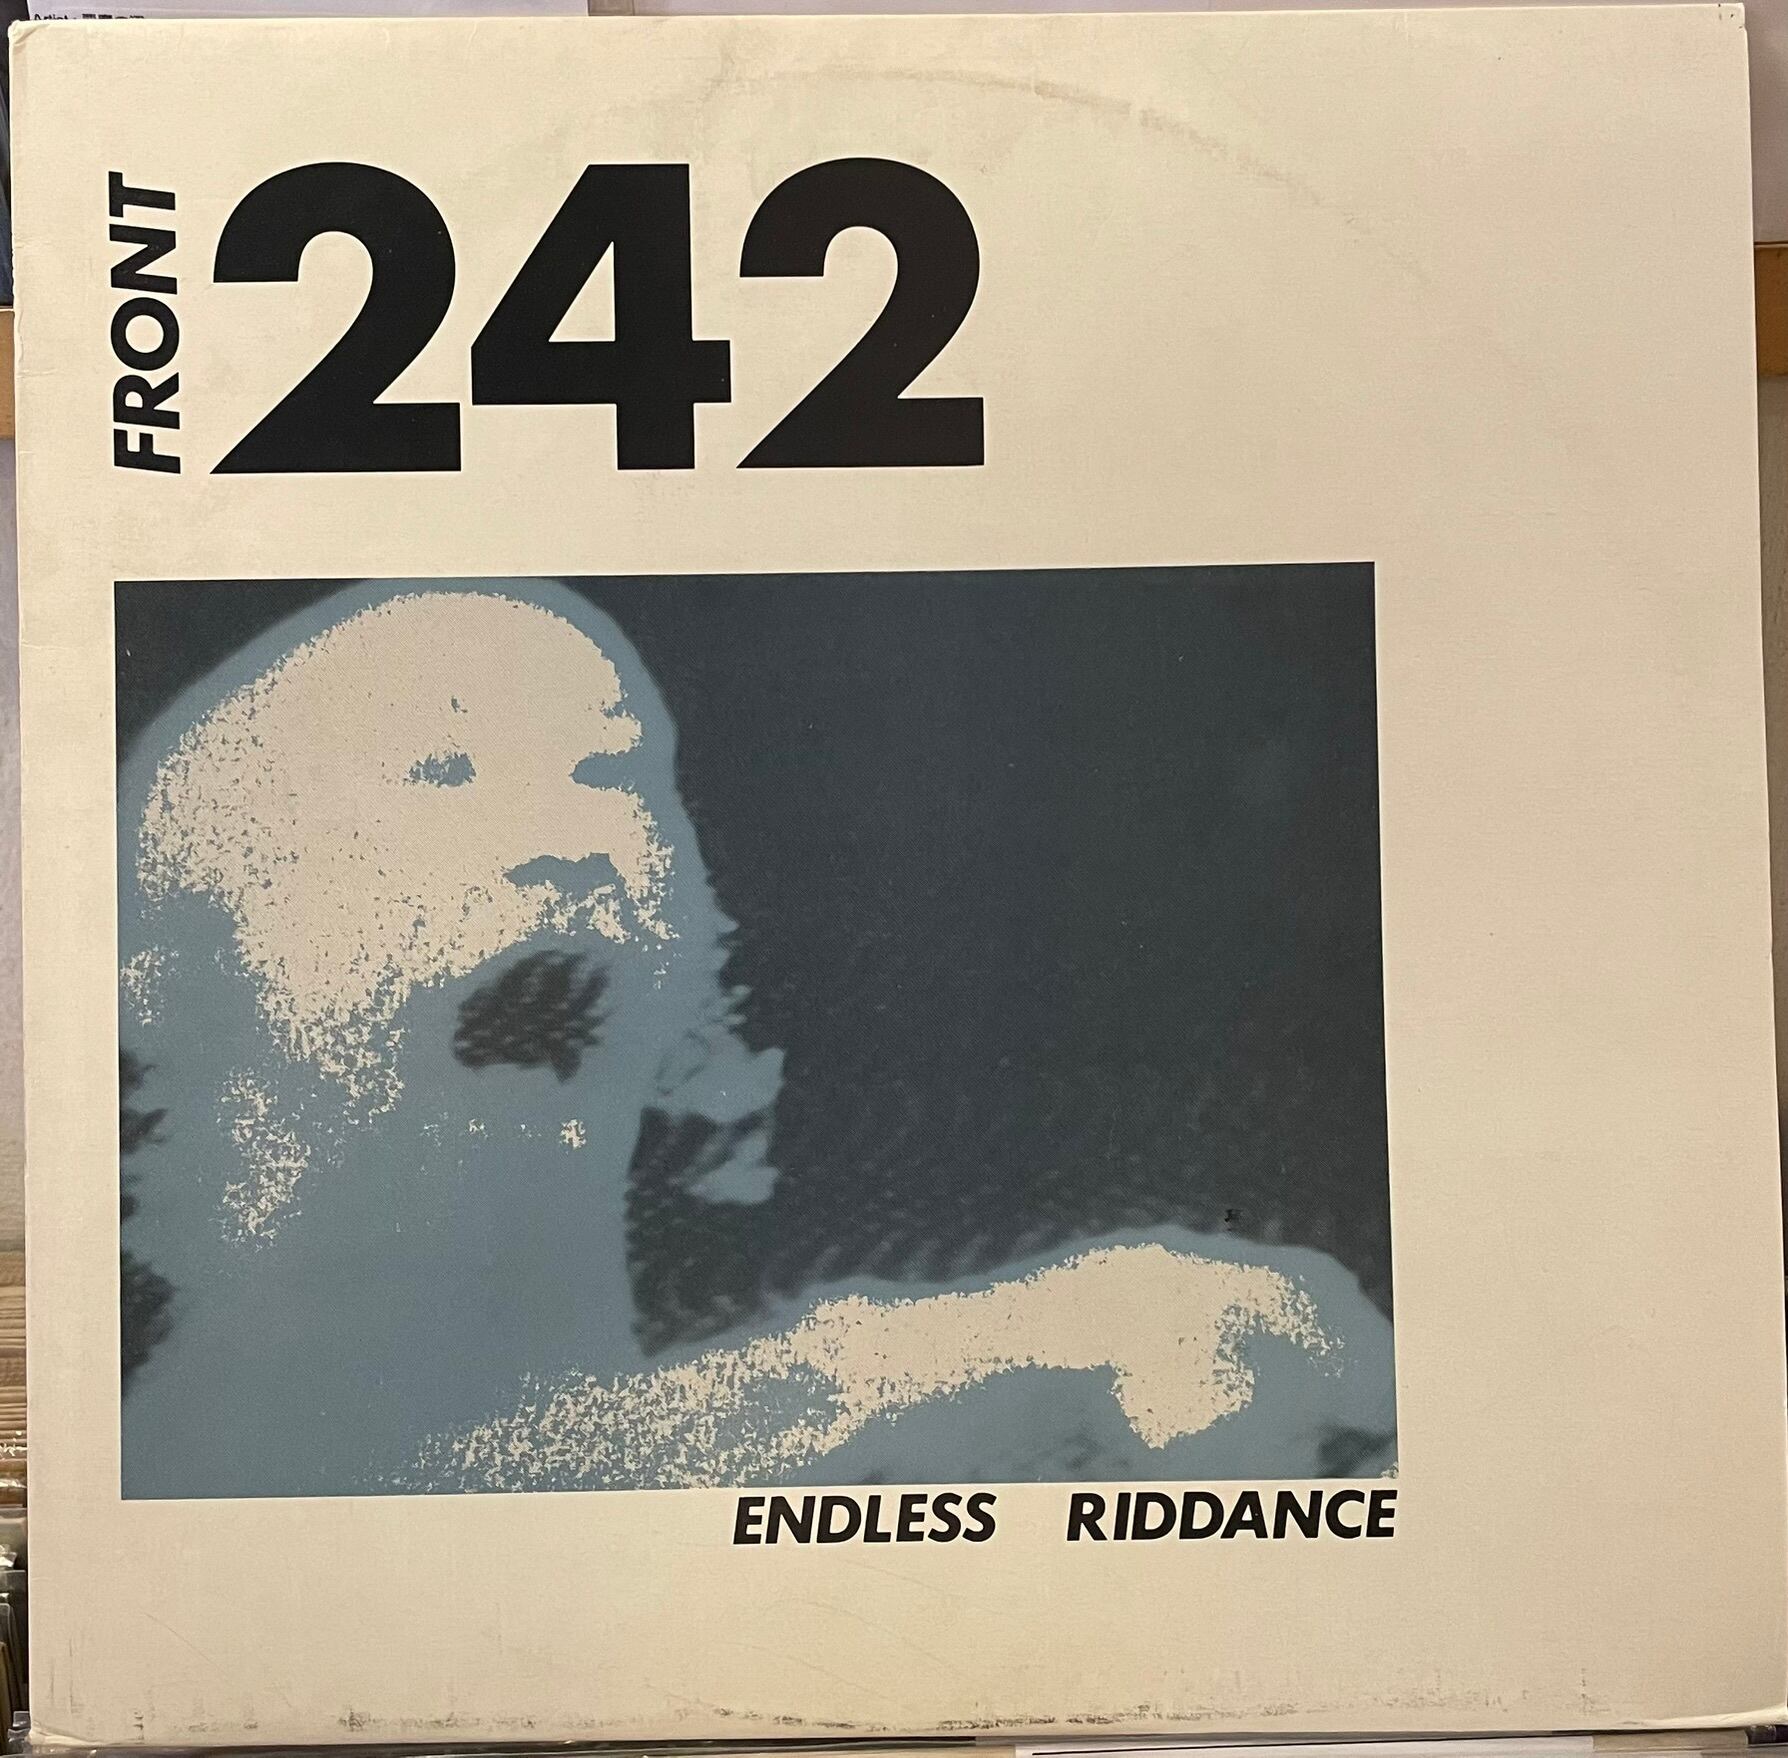 FRONT
242
ENDLESS RIDDANCE